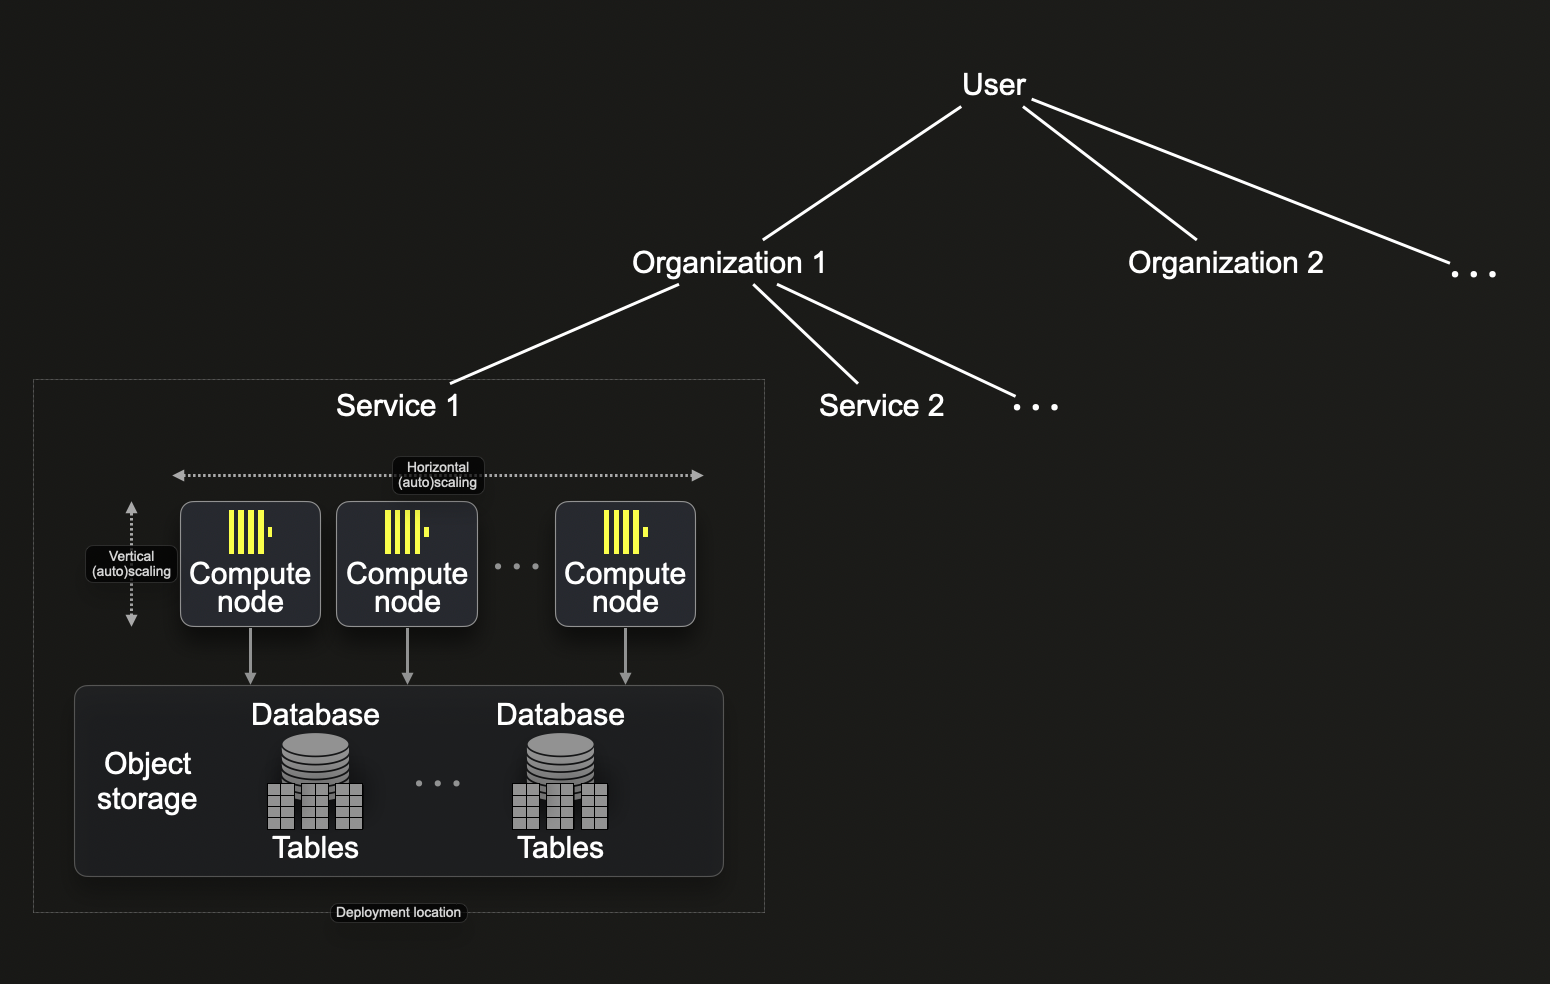 User
Organization 1
Organization 2
. . .
Service 1
Service 2
. . .
Horizontal
(auto)scaling
Vertical
(auto)scaling
Compute
node
Compute
node
. . .
Compute
node
Object
storage
Database
Tables
. . .
Database
Tables
Deployment location